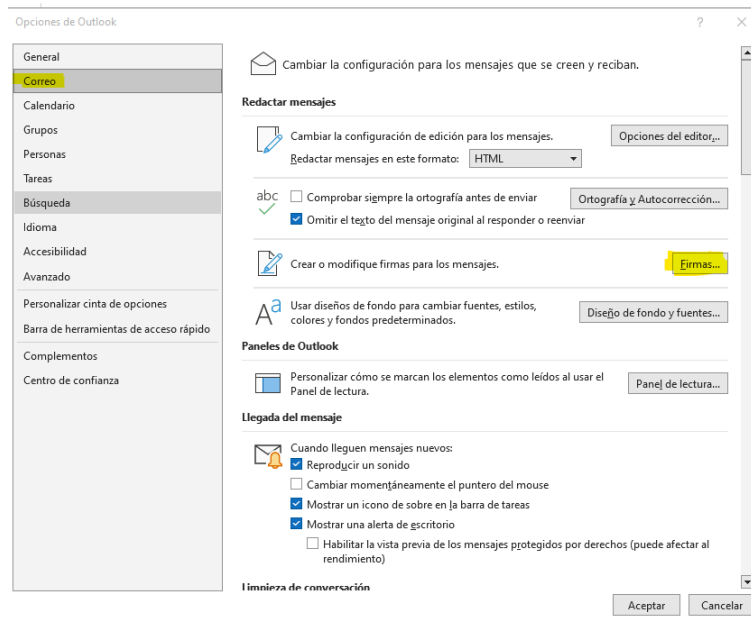 Opciones de Outlook
?
General
Correo
Calendario
Grupos
Personas
Tareas
Búsqueda
Idioma
Accesibilidad
Avanzado
Personalizar cinta de opciones
Barra de herramientas de acceso rápido
Complementos
Centro de confianza
Cambiar la configuración para los mensajes que se creen y reciban.
Redactar mensajes
Cambiar la configuración de edición para los mensajes.
Opciones del editor...
Redactar mensajes en este formato:
HTML
abc
Comprobar siempre la ortografía antes de enviar
Ortografía y Autocorrección...
Omitir el texto del mensaje original al responder o reenviar
Crear o modifique firmas para los mensajes.
Firmas...
Usar diseños de fondo para cambiar fuentes, estilos,
colores y fondos predeterminados.
Diseño de fondo y fuentes...
Paneles de Outlook
Personalizar cómo se marcan los elementos como leídos al usar el
Panel de lectura.
Panel de lectura...
Llegada del mensaje
Cuando lleguen mensajes nuevos:
Reproducir un sonido
Cambiar momentáneamente el puntero del mouse
Mostrar un icono de sobre en la barra de tareas
Mostrar una alerta de escritorio
Habilitar la vista previa de los mensajes protegidos por derechos (puede afectar al
rendimiento)
Limpieza de conversación
Aceptar
Cancelar